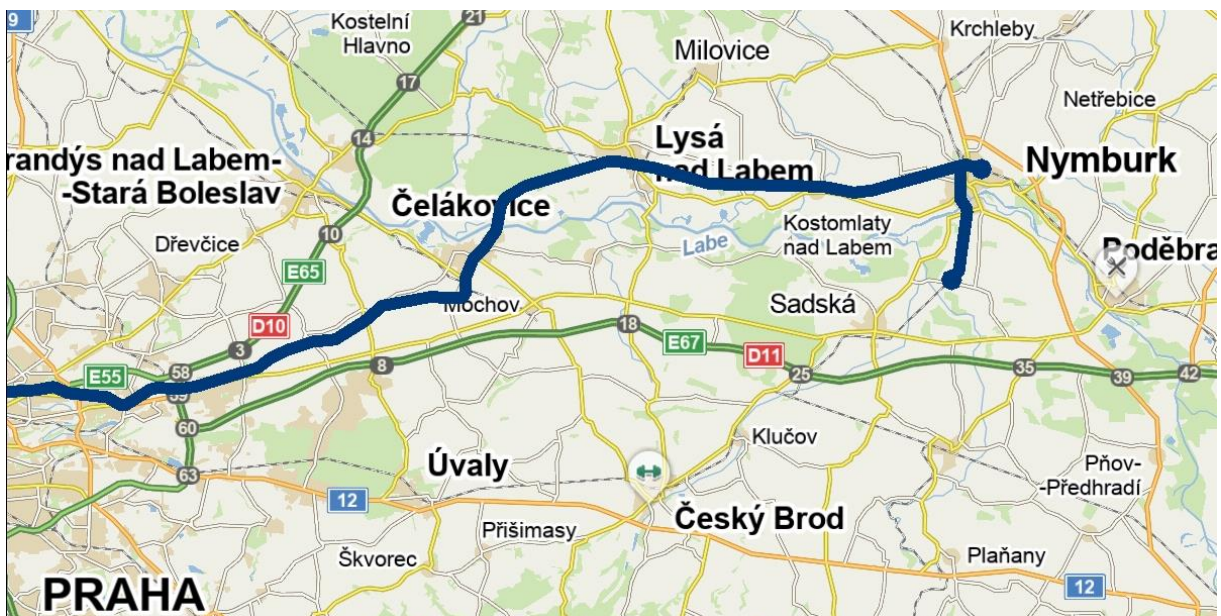 9
12
Kostelní
Hlavno
21
17
14
Milovice
Krchleby
Netřebice
randýs nad Labem-
-Stará Boleslav
Lysá
nad Labem
Nymburk
Čelákovice
Dřevčice
10
E65
Labe
Kostomlaty
nad Labem
Poděbra
Mochov
Sadská
D10
3
18
E67
D11
E55
58
8
25
35
39
42
59
60
63
Klučov
Úvaly
12
Pňov-
-Předhradí
Přišimasy
Český Brod
Škvorec
Plaňany
12
PRAHA